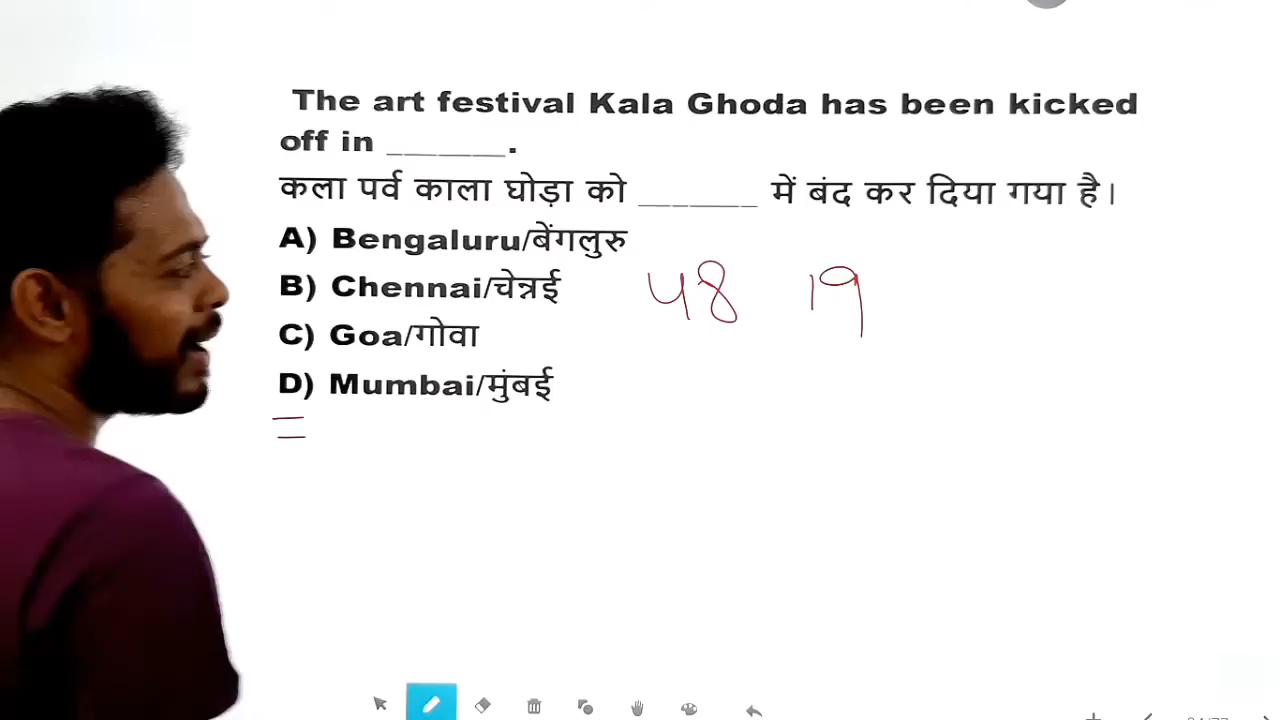 The art festival Kala Ghoda has been kicked
off in _______.
कला पर्व काला घोड़ा को _______ में बंद कर दिया गया है।
A) Bengaluru/बेंगलुरु
B) Chennai/चेन्नई
48 19
C) Goa/गोवा
D) Mumbai/मुंबई